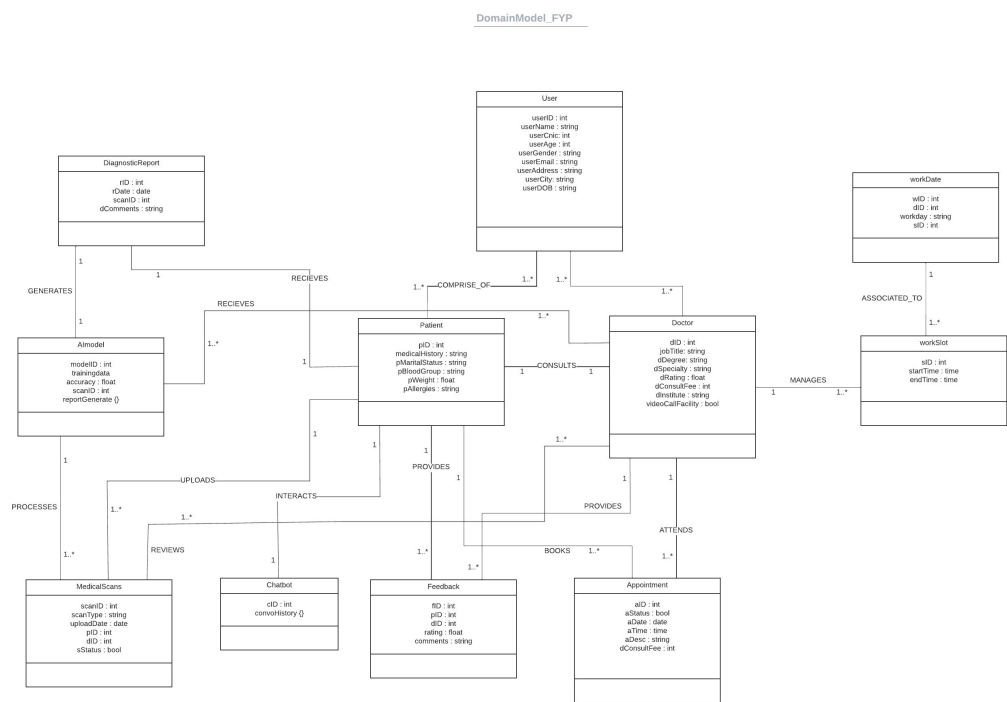 DomainModel_FYP
User
userID : int
userName : string
userCnic: int
userAge : int
userGender : string
userEmail : string
userAddress : string
userCity: string
userDOB : string
DiagnosticReport
rID : int
rDate : date
scanID : int
dComments : string
workDate
wID : int
dID : int
workday : string
sID : int
1
1
RECIEVES
1..*
COMPRISE_OF
1..*
1..*
1..*
1
GENERATES
RECIEVES
1..*
ASSOCIATED_TO
1
1..*
1..*
AImodel
modelID : int
trainingdata
accuracy : float
scanID : int
reportGenerate {}
1
Patient
pID : int
medicalHistory : string
pMaritalStatus : string
pBloodGroup : string
pWeight : float
pAllergies : string
1
CONSULTS
1
Doctor
dID : int
jobTitle: string
dDegree: string
dSpecialty : string
dRating : float
dConsultFee : int
dInstitute : string
videoCallFacility : bool
MANAGES
1
1..*
workSlot
sID : int
startTime : time
endTime : time
1
1
1
1
PROVIDES
1
1..*
1
1
UPLOADS
INTERACTS
PROCESSES
1..*
1..*
PROVIDES
ATTENDS
REVIEWS
1..*
1
1..*
1..*
BOOKS
1..*
1..*
MedicalScans
scanID : int
scanType : string
uploadDate : date
pID : int
dID : int
sStatus : bool
Chatbot
cID : int
convoHistory {}
Feedback
fID : int
pID : int
dID : int
rating : float
comments : string
Appointment
aID : int
aStatus : bool
aDate : date
aTime : time
aDesc : string
dConsultFee : int